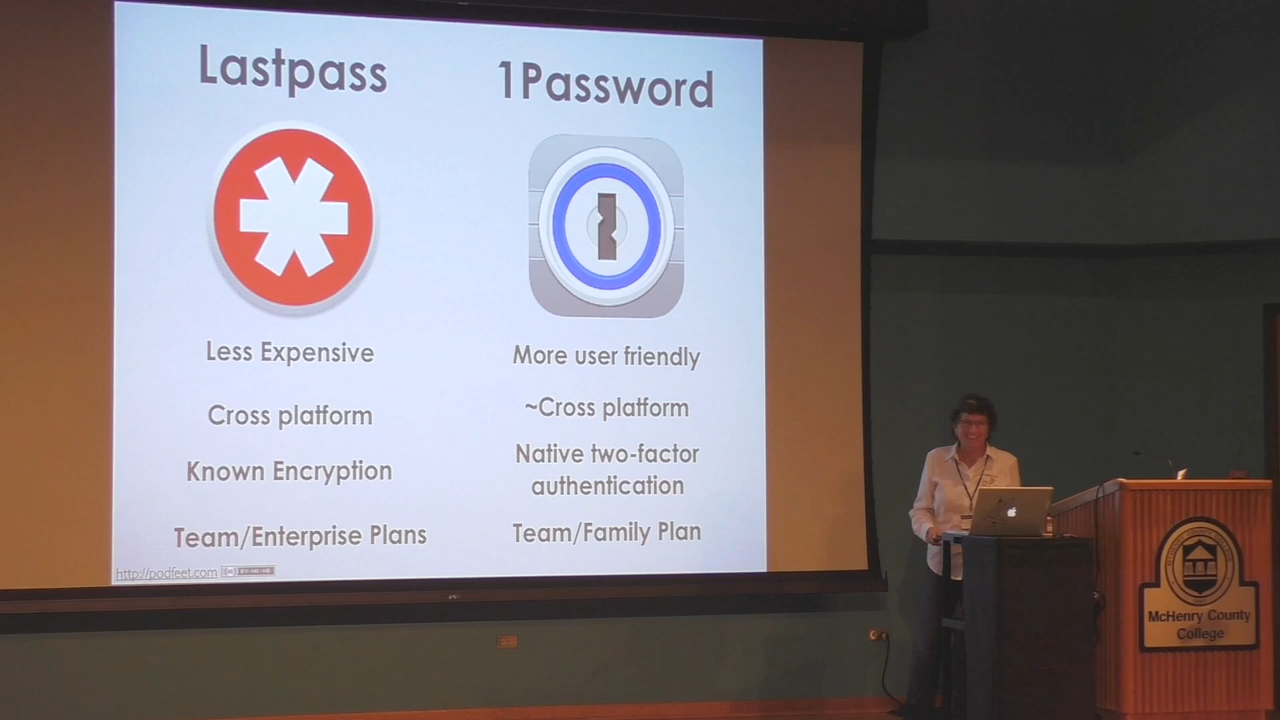 Lastpass
Less Expensive
Cross platform
Known Encryption
Team/Enterprise Plans
1Password
More user friendly
~Cross platform
Native two-factor
authentication
Team/Family Plan
http://podfeet.com
McHenry County
College